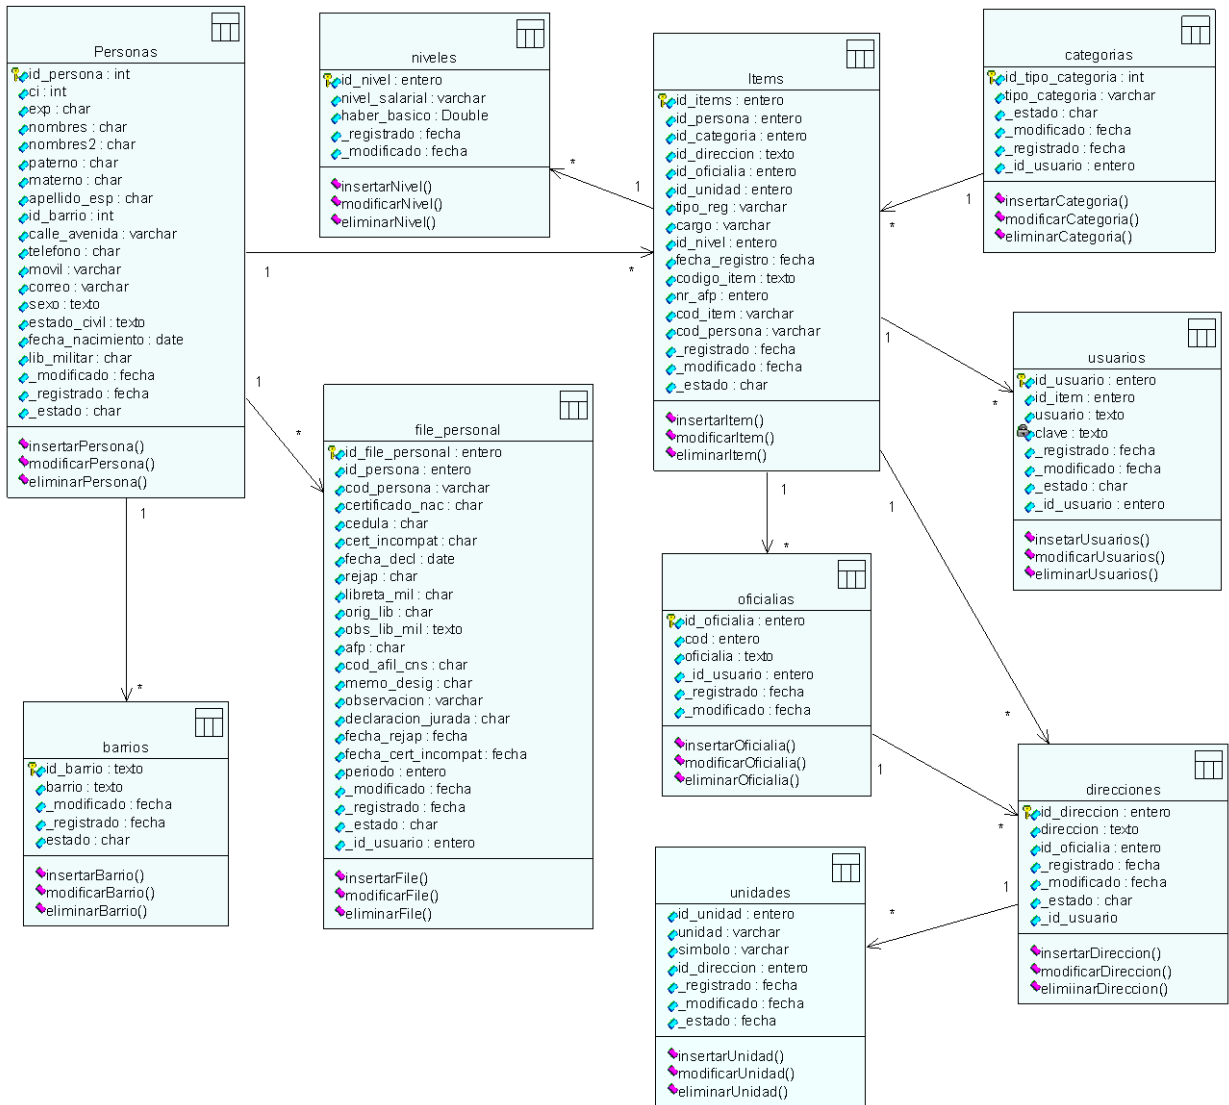 Personas
id_persona : int
ci : int
exp : char
nombres : char
nombres2 : char
paterno : char
materno : char
apellido_esp : char
id_barrio : int
calle_avenida : varchar
telefono : char
movil : varchar
correo : varchar
sexo : texto
estado_civil : texto
fecha_nacimiento : date
lib_militar : char
_modificado : fecha
_registrado : fecha
_estado : char
insertarPersona()
modificarPersona()
eliminarPersona()
niveles
id_nivel : entero
nivel_salarial : varchar
haber_basico : Double
_registrado : fecha
_modificado : fecha
insertarNivel()
modificarNivel()
eliminarNivel()
Items
id_items : entero
id_persona : entero
id_categoria : entero
id_direccion : texto
id_oficialia : entero
id_unidad : entero
tipo_reg : varchar
cargo : varchar
id_nivel : entero
fecha_registro : fecha
codigo_item : texto
nr_afp : entero
cod_item : varchar
cod_persona : varchar
_registrado : fecha
_modificado : fecha
_estado : char
insertarItem()
modificarItem()
eliminarItem()
categorias
id_tipo_categoria : int
tipo_categoria : varchar
_estado : char
_modificado : fecha
_registrado : fecha
_id_usuario : entero
insertarCategoria()
modificarCategoria()
eliminarCategoria()
*
1
1
*
1
*
1
*
1
*
1
*
1
*
1
*
1
*
1
*
usuarios
id_usuario : entero
id_item : entero
usuario : texto
clave : texto
_registrado : fecha
_modificado : fecha
_estado : char
_id_usuario : entero
insetarUsuarios()
modificarUsuarios()
eliminarUsuarios()
file_personal
id_file_personal : entero
id_persona : entero
cod_persona : varchar
certificado_nac : char
cedula : char
cert_incompat : char
fecha_decl : date
rejap : char
libreta_mil : char
orig_lib : char
obs_lib_mil : texto
afp : char
cod_afil_cns : char
memo_desig : char
observacion : varchar
declaracion_jurada : char
fecha_rejap : fecha
fecha_cert_incompat : fecha
periodo : entero
_modificado : fecha
_registrado : fecha
_estado : char
_id_usuario : entero
insertarFile()
modificarFile()
eliminarFile()
oficialias
id_oficialia : entero
cod : entero
oficialia : texto
_id_usuario : entero
_registrado : fecha
_modificado : fecha
insertarOficialia()
modificarOficialia()
eliminarOficialia()
barrios
id_barrio : texto
barrio : texto
_modificado : fecha
_registrado : fecha
estado : char
insertarBarrio()
modificarBarrio()
eliminarBarrio()
direcciones
id_direccion : entero
direccion : texto
id_oficialia : entero
_registrado : fecha
_modificado : fecha
_estado : char
_id_usuario
insertarDireccion()
modificarDireccion()
elimiinarDireccion()
unidades
id_unidad : entero
unidad : varchar
simbolo : varchar
id_direccion : entero
_registrado : fecha
_modificado : fecha
_estado : fecha
insertarUnidad()
modificarUnidad()
eliminarUnidad()